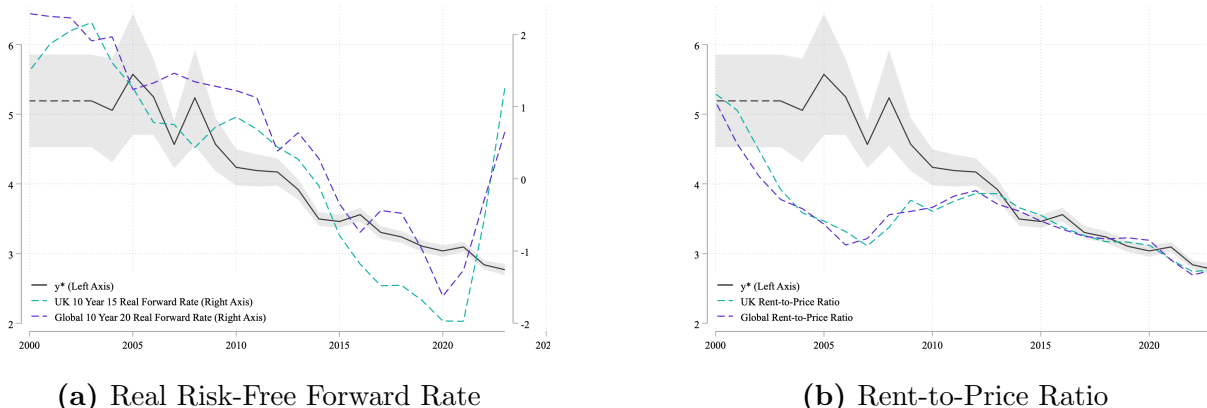 6
5
4
3
2
2
1
0
-1
-2
y* (Left Axis)
UK 10 Year 15 Real Forward Rate (Right Axis)
Global 10 Year 20 Real Forward Rate (Right Axis)
2000 2005 2010 2015 2020 202
(a) Real Risk-Free Forward Rate
6
5
4
3
2
y* (Left Axis)
UK Rent-to-Price Ratio
Global Rent-to-Price Ratio
2000 2005 2010 2015 2020
(b) Rent-to-Price Ratio